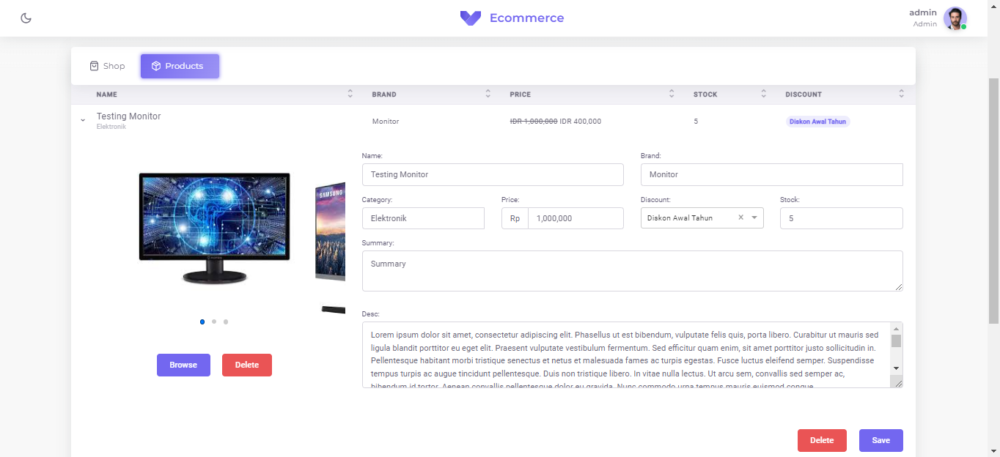 Ecommerce
admin
Admin
Shop
Products
NAME
BRAND
PRICE
STOCK
DISCOUNT
Testing Monitor
Elektronik
Monitor
IDR 1,000,000 IDR 400,000
5
Diskon Awal Tahun
SAMSUNG
Browse
Delete
Name:
Testing Monitor
Brand:
Monitor
Category:
Elektronik
Price:
Rp 1,000,000
Discount:
Diskon Awal Tahun
Stock:
5
Summary:
Summary
Desc:
Lorem ipsum dolor sit amet, consectetur adipiscing elit. Phasellus ut est bibendum, vulputate felis quis, porta libero. Curabitur ut mauris sed
ligula blandit porttitor eu eget elit. Praesent vulputate vestibulum fermentum. Sed efficitur quam enim, sit amet porttitor justo sollicitudin in.
Pellentesque habitant morbi tristique senectus et netus et malesuada fames ac turpis egestas. Fusce luctus eleifend semper. Suspendisse
tempus turpis ac augue tincidunt pellentesque. Duis non tristique libero. In vitae nulla lectus. Ut arcu sem, convallis sed semper ac,
bibendum id tortor. Aenean convallis pellentesque dolor eu gravida. Nunc commodo urna tempus mauris euismod congue.
Delete
Save